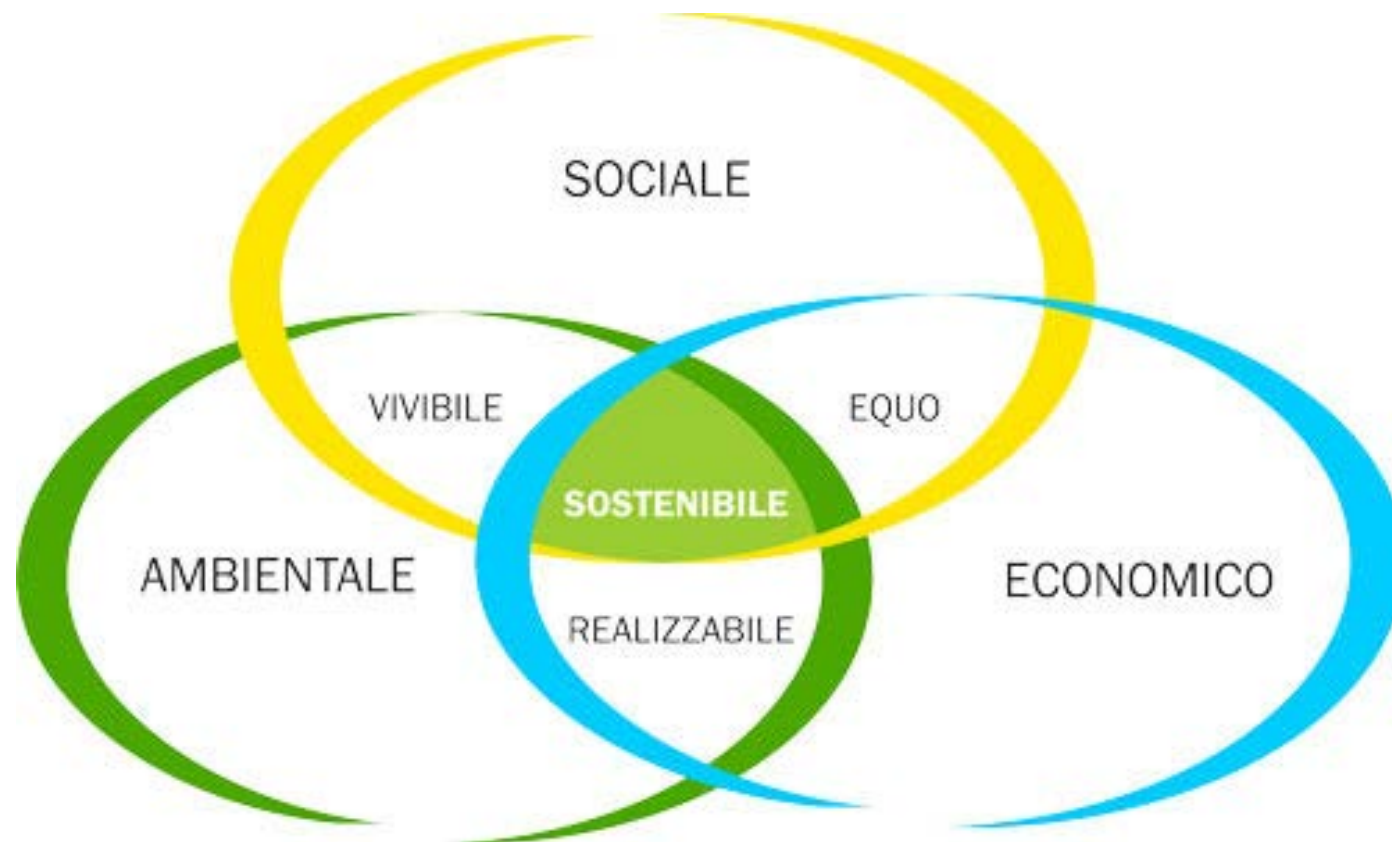 SOCIALE
VIVIBILE
EQUO
SOSTENIBILE
AMBIENTALE
ECONOMICO
REALIZZABILE